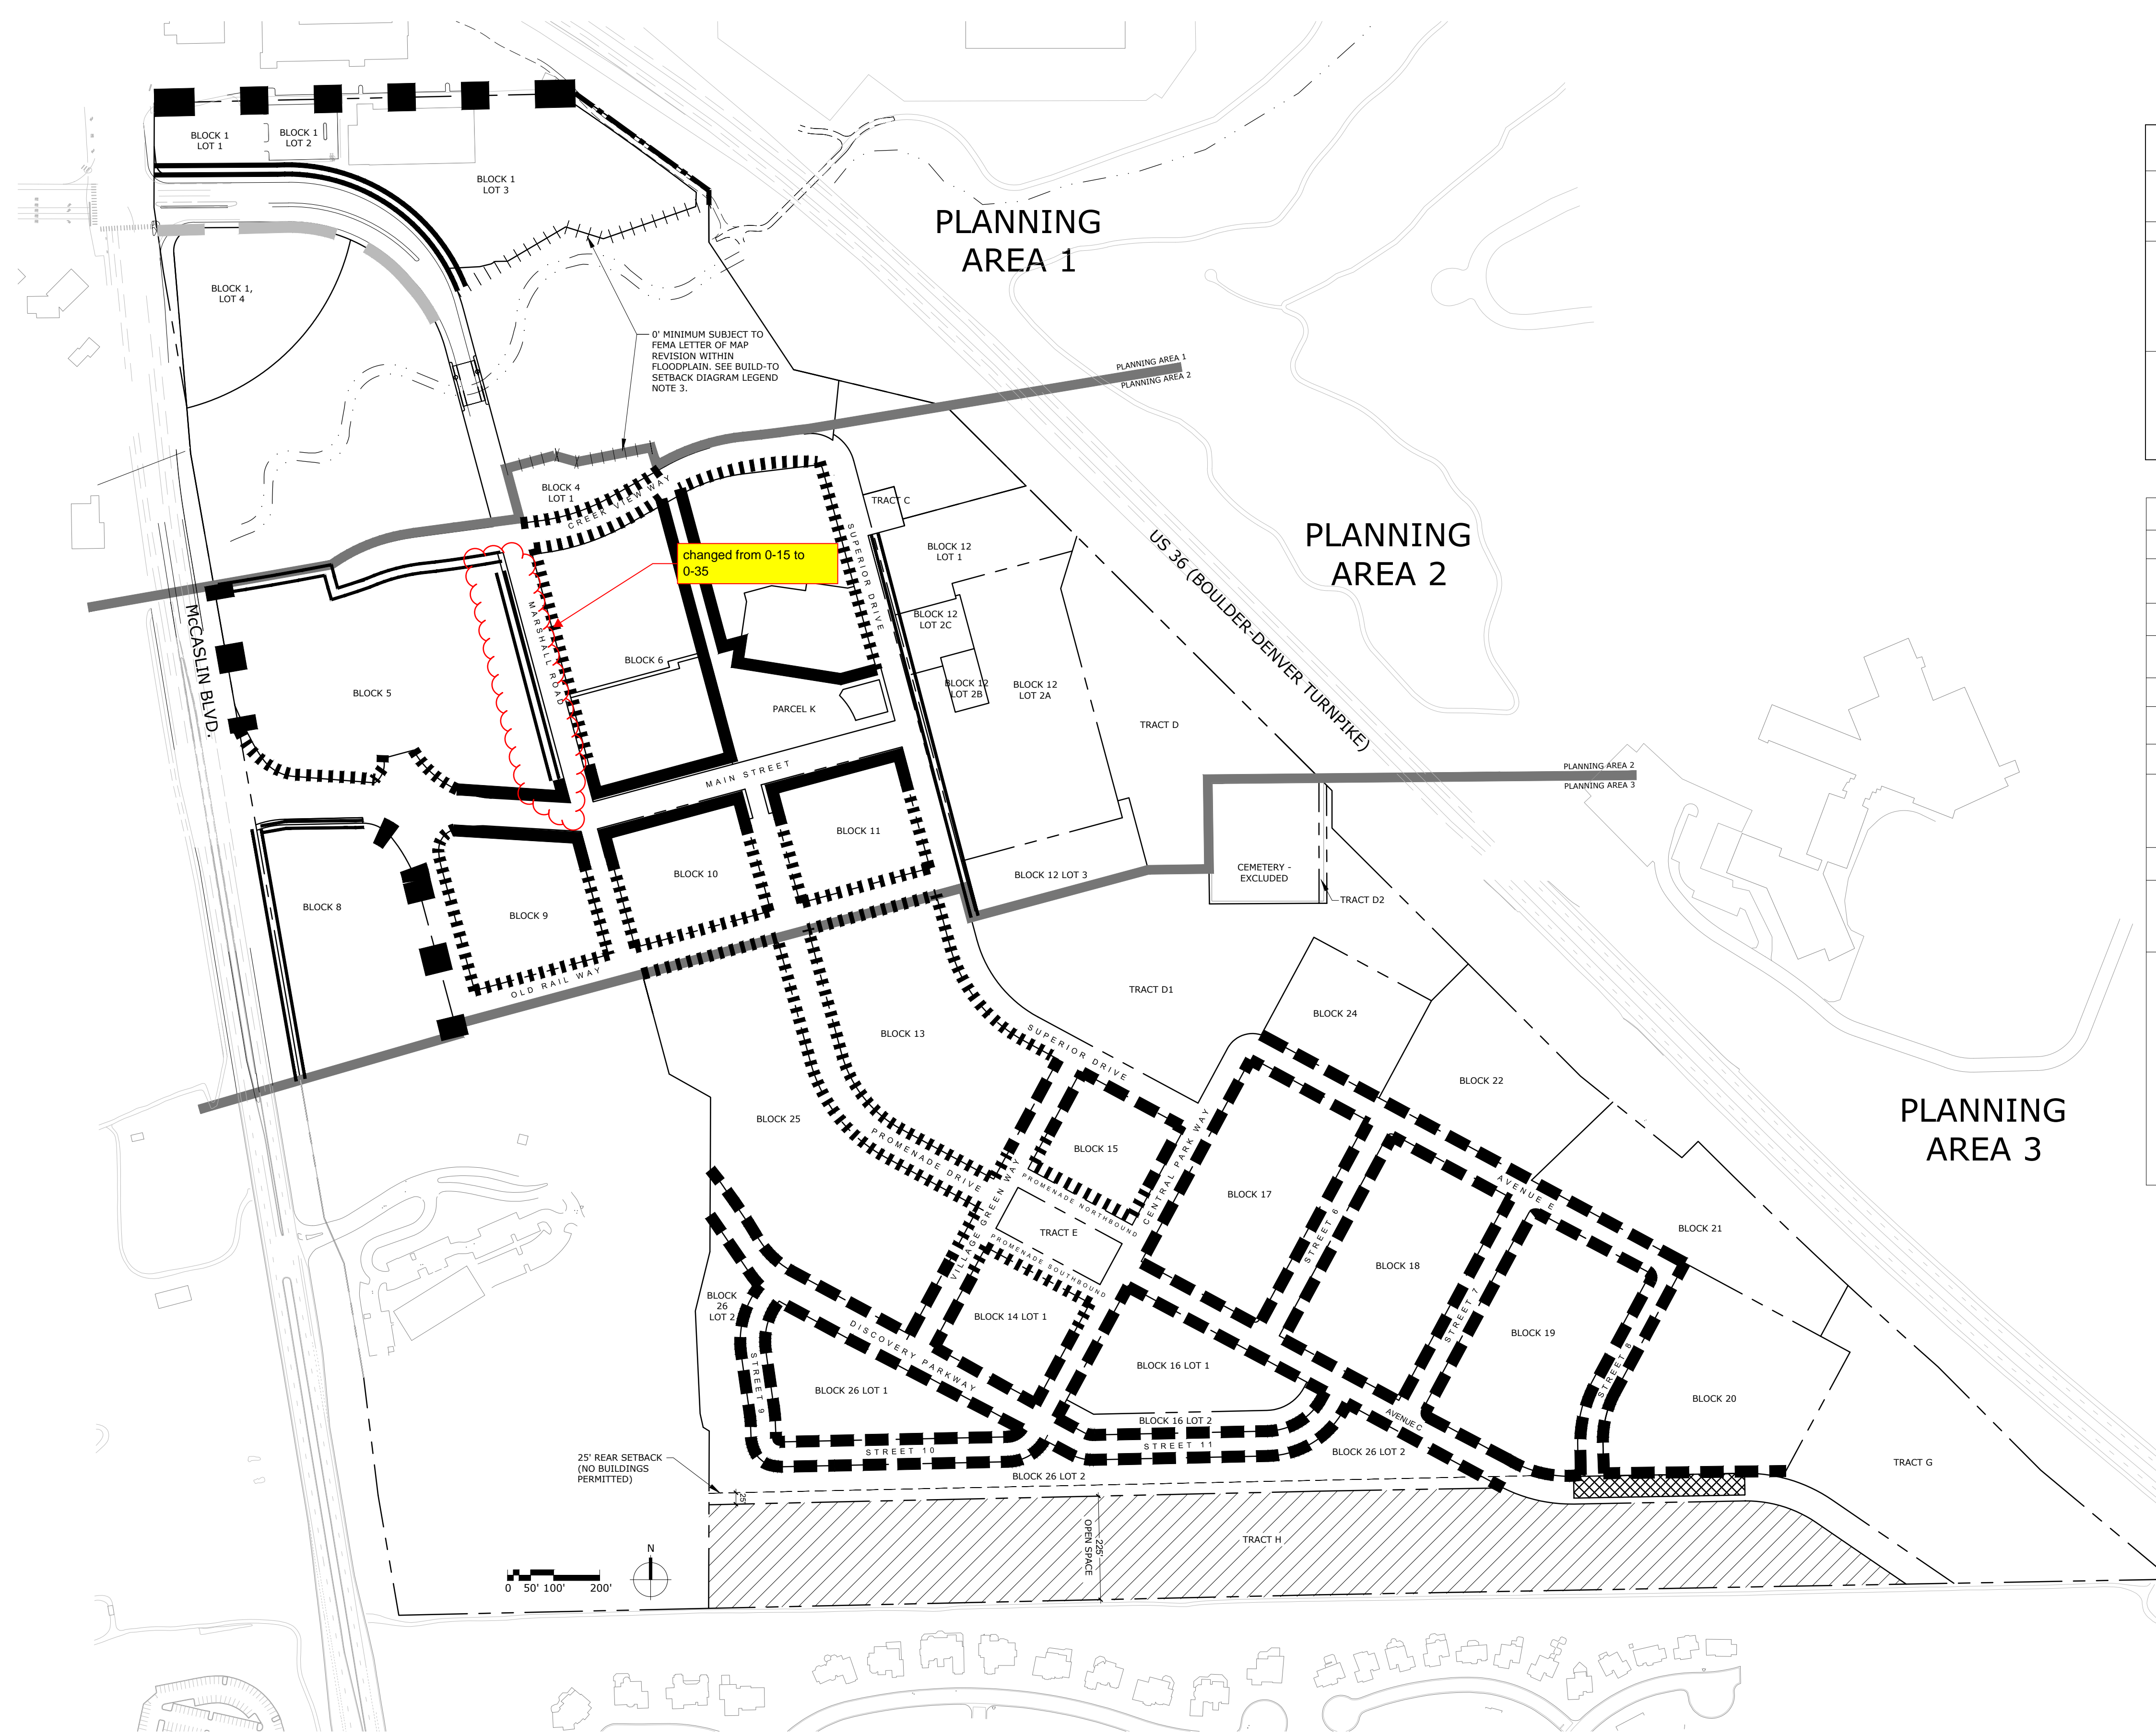 BLOCK 1
LOT 1
BLOCK 1
LOT 2
BLOCK 1
LOT 3
PLANNING
AREA 1
BLOCK 1,
LOT 4
0' MINIMUM SUBJECT TO
FEMA LETTER OF MAP
REVISION WITHIN
FLOODPLAIN. SEE BUILD-TO
SETBACK DIAGRAM LEGEND
NOTE 3.
PLANNING AREA 1
PLANNING AREA 2
BLOCK 4
LOT 1
CREEK VIEW WAY
TRACT C
SUPERIOR DRIVE
PLANNING
AREA 2
US 36 (BOULDER-DENVER TURNPIKE)
changed from 0-15 to
0-35
BLOCK 12
LOT 1
BLOCK 12
LOT 2C
McCASLIN BLVD.
MARSHALL ROAD
BLOCK 6
BLOCK 5
BLOCK 12
LOT 2B
BLOCK 12
LOT 2A
PARCEL K
TRACT D
MAIN STREET
PLANNING AREA 2
PLANNING AREA 3
BLOCK 11
BLOCK 10
BLOCK 12 LOT 3
CEMETERY -
EXCLUDED
TRACT D2
BLOCK 8
BLOCK 9
OLD RAIL WAY
TRACT D1
BLOCK 24
BLOCK 13
SUPERIOR DRIVE
BLOCK 22
PLANNING
AREA 3
BLOCK 25
PROMENADE DRIVE
BLOCK 15
CENTRAL PARK WAY
VILLAGE GREEN WAY
PROMENADE NORTHBOUND
BLOCK 17
AVENUE E
TRACT E
STREET 6
BLOCK 21
PROMENADE SOUTHBOUND
BLOCK 18
BLOCK
26
LOT 2
BLOCK 14 LOT 1
STREET 7
BLOCK 19
DISCOVERY PARKWAY
BLOCK 16 LOT 1
STREET 8
STREET 9
BLOCK 26 LOT 1
BLOCK 20
BLOCK 16 LOT 2
AVENUE C
STREET 10
STREET 11
BLOCK 26 LOT 2
25' REAR SETBACK
(NO BUILDINGS
PERMITTED)
BLOCK 26 LOT 2
TRACT G
25'
225'
OPEN SPACE
TRACT H
N
0 50' 100' 200'